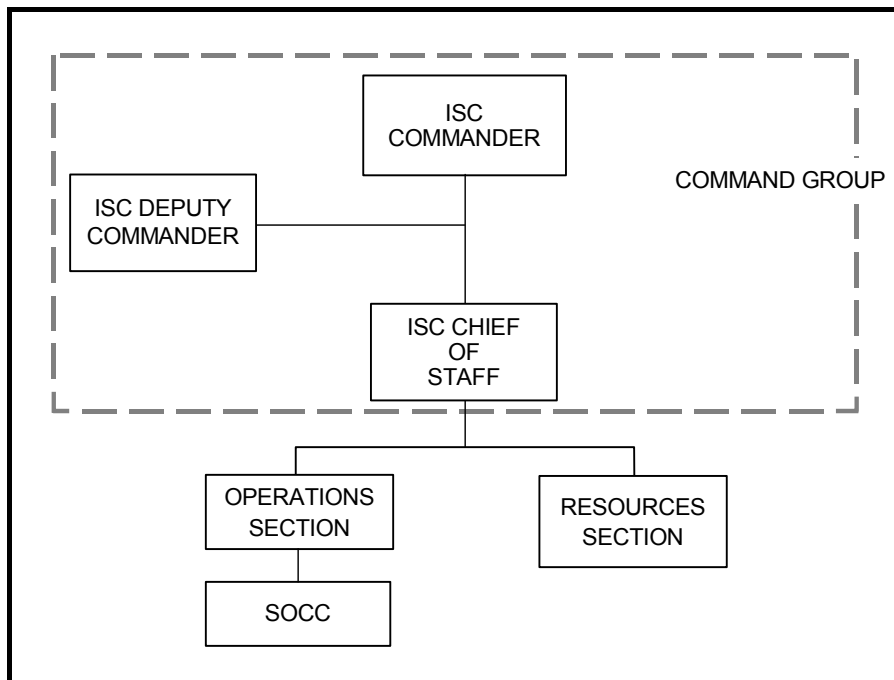 ISC
COMMANDER
COMMAND GROUP
ISC DEPUTY
COMMANDER
ISC CHIEF
OF
STAFF
OPERATIONS
SECTION
RESOURCES
SECTION
SOCC